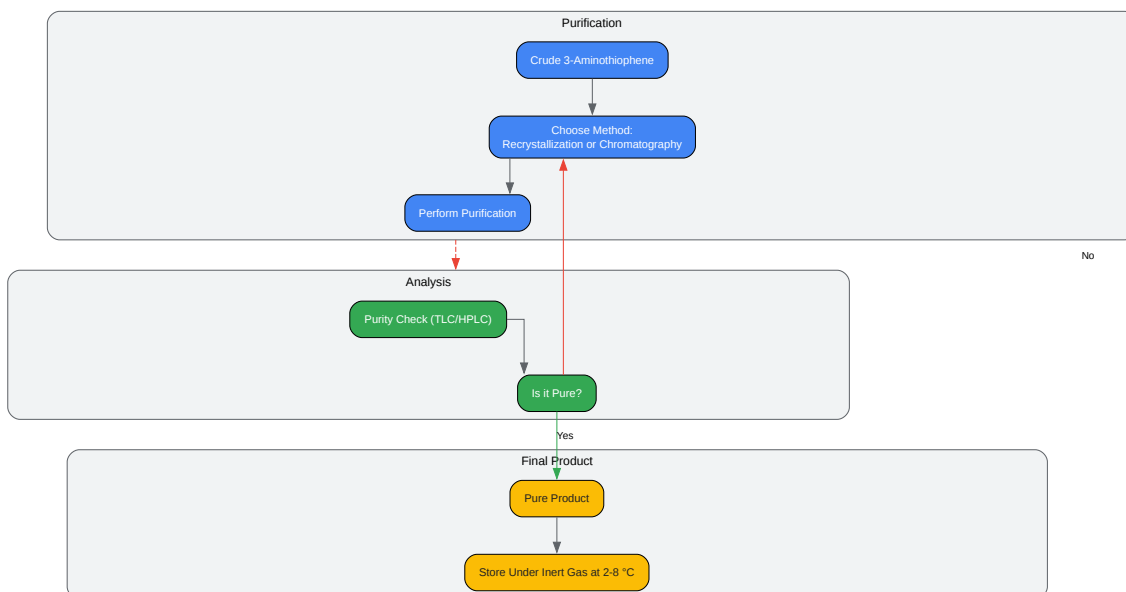 Purification
Crude 3-Aminothiophene
Choose Method:
Recrystallization or Chromatography
Perform Purification
No
Analysis
Purity Check (TLC/HPLC)
Is it Pure?
Yes
Final Product
Pure Product
Store Under Inert Gas at 2-8 °C